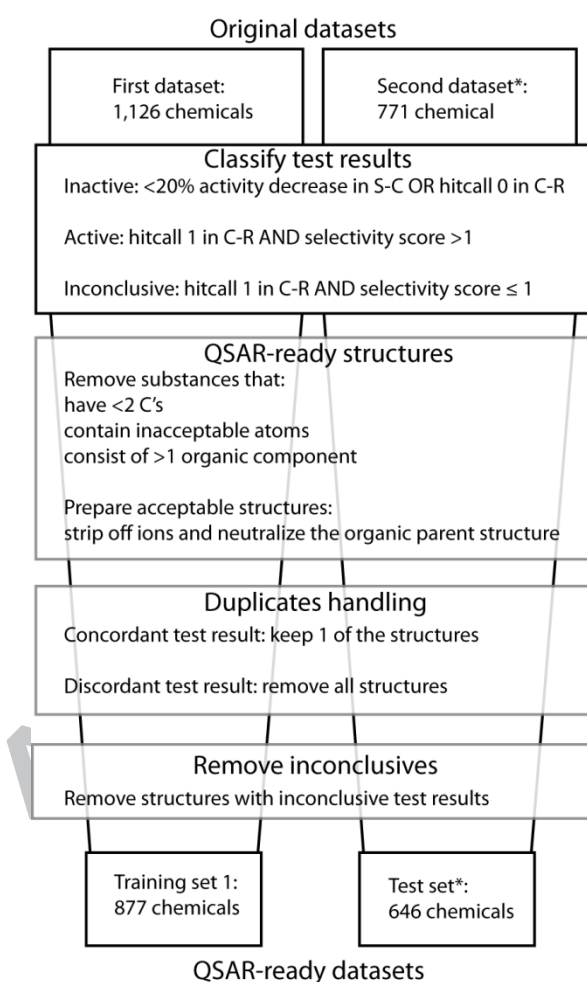 Original datasets
First dataset:
1,126 chemicals
Second dataset*:
771 chemical
Classify test results
Inactive: <20% activity decrease in S-C OR hitcall 0 in C-R
Active: hitcall 1 in C-R AND selectivity score >1
Inconclusive: hitcall 1 in C-R AND selectivity score ≤ 1
QSAR-ready structures
Remove substances that:
have <2 C's
contain inacceptable atoms
consist of >1 organic component
Prepare acceptable structures:
strip off ions and neutralize the organic parent structure
Duplicates handling
Concordant test result: keep 1 of the structures
Discordant test result: remove all structures
Remove inconclusives
Remove structures with inconclusive test results
Training set 1:
877 chemicals
Test set*:
646 chemicals
QSAR-ready datasets